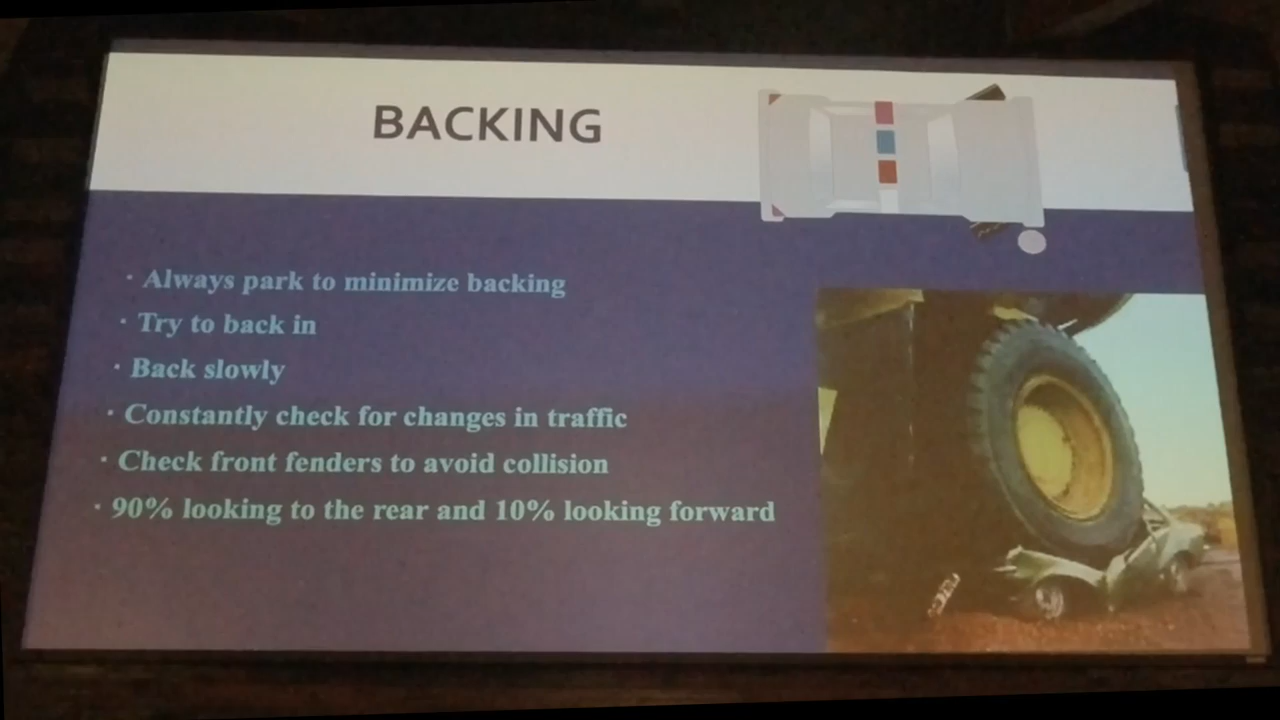 BACKING
· Always park to minimize backing
· Try to back in
· Back slowly
· Constantly check for changes in traffic
· Check front fenders to avoid collision
· 90% looking to the rear and 10% looking forward